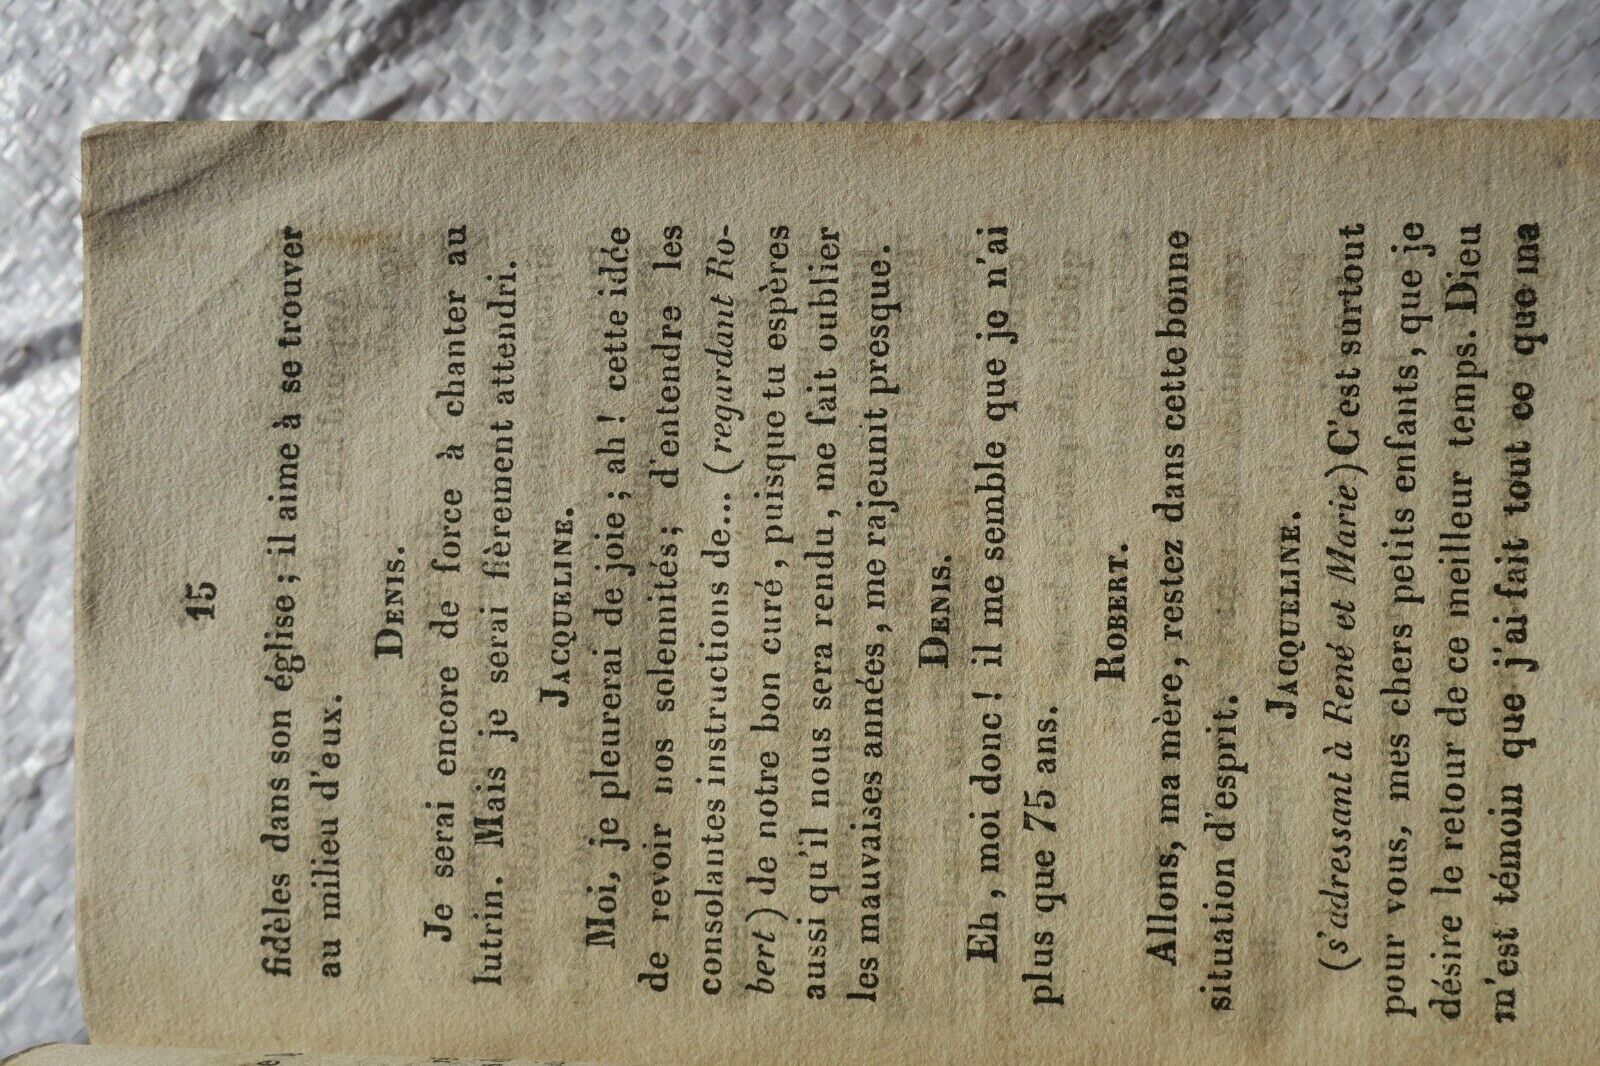 15
fidèles dans son église ; il aime à se trouver
au milieu d'eux.
DENIS.
Je serai encore de force à chanter au
lutrin. Mais je serai fièrement attendri.
JACQUELINE.
Moi, je pleurerai de joie ; ah ! cette idée
de revoir nos solennités ; d'entendre les
consolantes instructions de... (regardant Ro-
bert) de notre bon curé, puisque tu espères
aussi qu'il nous sera rendu, me fait oublier
les mauvaises années, me rajeunit presque.
DENIS.
Eh, moi donc ! il me semble que je n'ai
plus que 75 ans.
ROBERT.
Allons, ma mère, restez dans cette bonne
situation d'esprit.
JACQUELINE.
(s'adressant à René et Marie) C'est surtout
pour vous, mes chers petits enfants, que je
désire le retour de ce meilleur temps. Dieu
m'est témoin que j'ai fait tout ce que ma